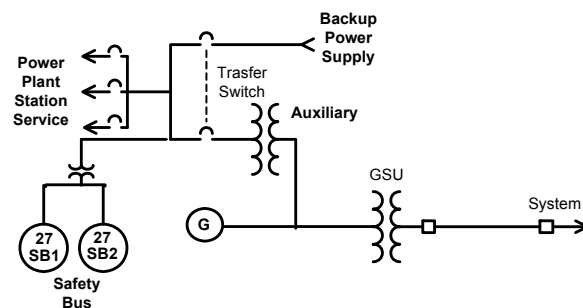 Backup
Power
Supply
Power
Plant
Station
Service
Trasfer
Switch
Auxiliary
GSU
System
G
27
SB1
27
SB2
Safety
Bus